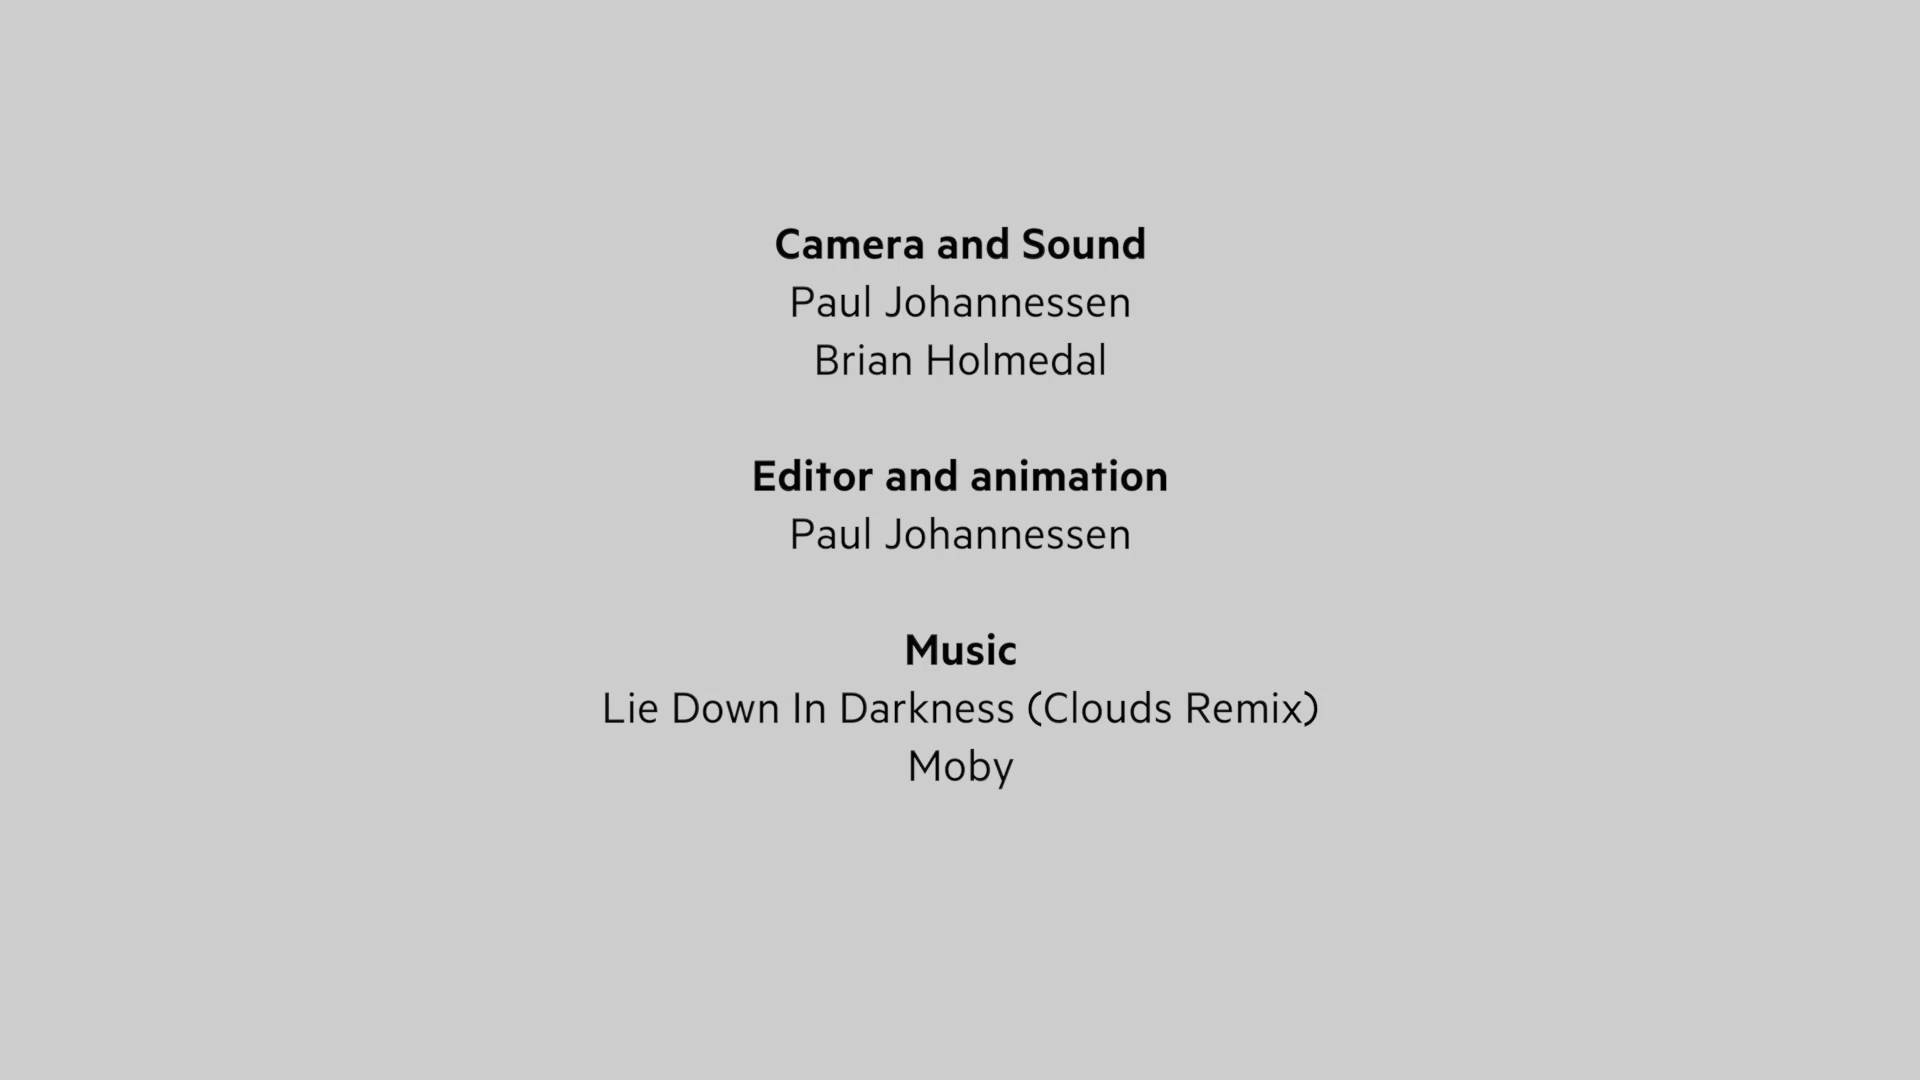 Camera and Sound
Paul Johannessen
Brian Holmedal
Editor and animation
Paul Johannessen
Music
Lie Down In Darkness (Clouds Remix)
Moby